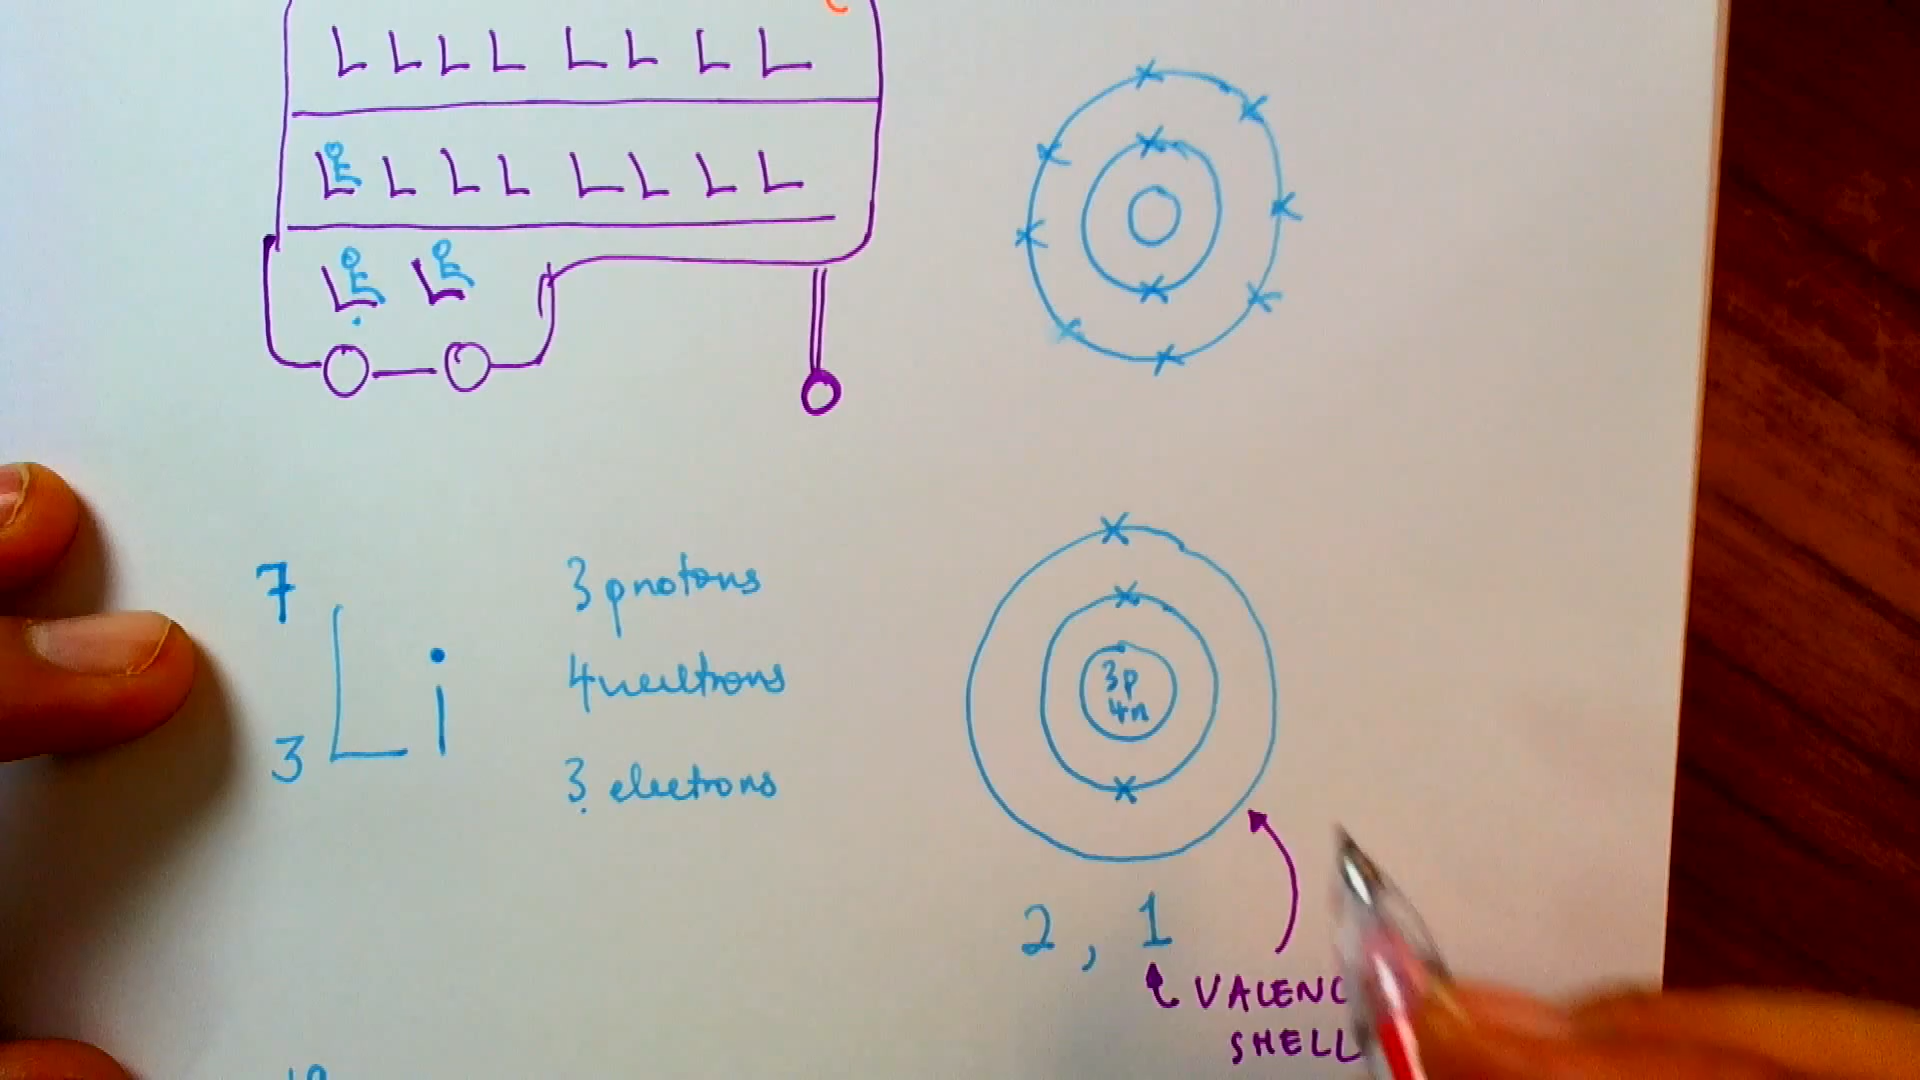 7
3 Li
3 protons
4 neutrons
3 electrons
3p
4n
2, 1
VALENC
SHELL